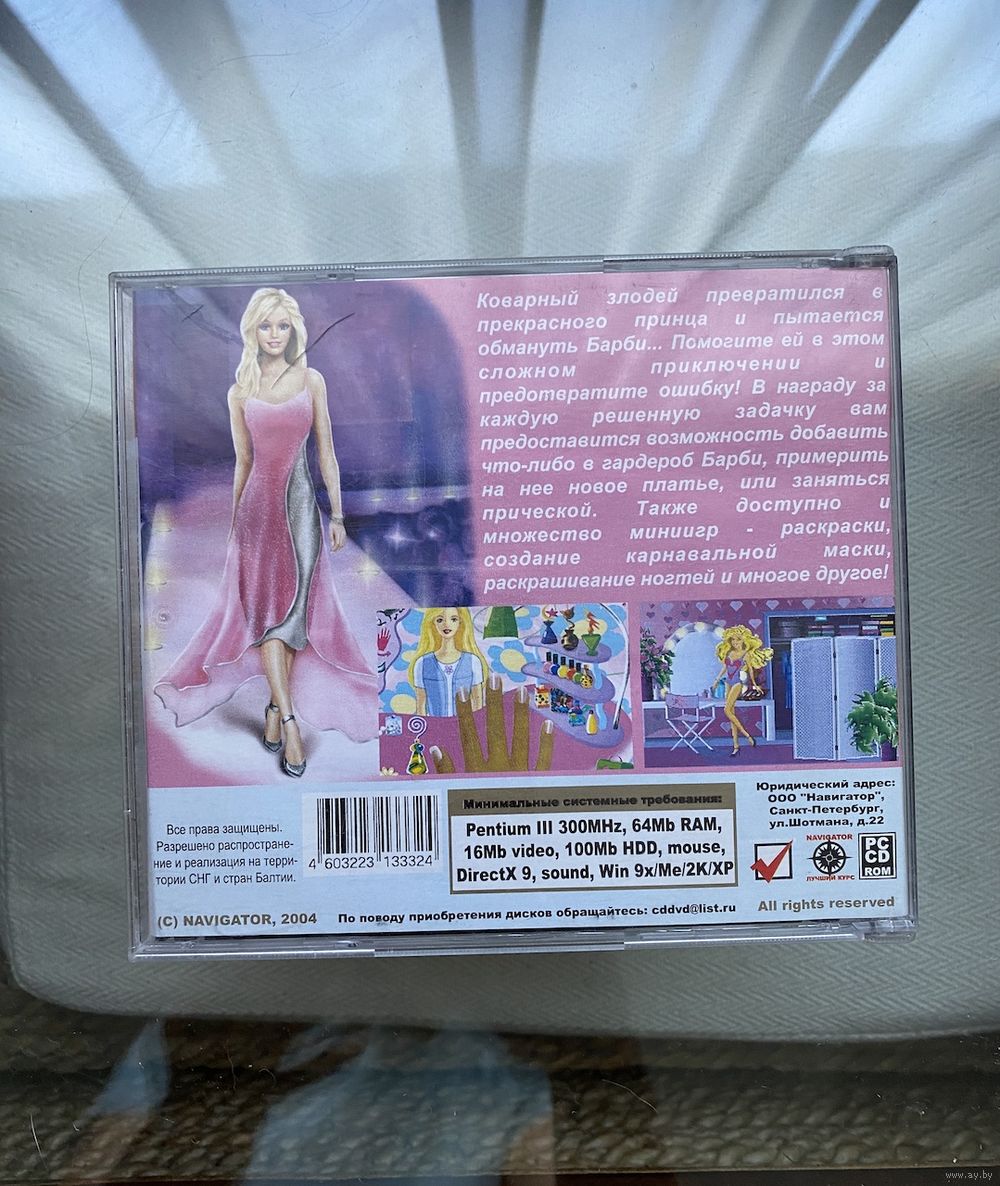 Коварный злодей превратился в
прекрасного принца и пытается
обмануть Барби... Помогите ей в этом
сложном приключении и
предотвратите ошибку! В награду за
каждую решенную задачку вам
предоставится возможность добавить
что-либо в гардероб Барби, примерить
на нее новое платье, или заняться
прической. Также доступно и
множество миниигр - раскраски,
создание карнавальной маски,
раскрашивание ногтей и многое другое!
Все права защищены.
Разрешено распростране-
ние и реализация на терри-
тории СНГ и стран Балтии.
4 603223 133324
Минимальные системные требования:
Pentium III 300MHz, 64Mb RAM,
16Mb video, 100Mb HDD, mouse,
DirectX 9, sound, Win 9x/Me/2K/XP
Юридический адрес:
ООО "Навигатор",
Санкт-Петербург,
ул.Шотмана, д.22
NAVIGATOR
ЛУЧШИЙ КУРС
PC
CD
ROM
(C) NAVIGATOR, 2004
По поводу приобретения дисков обращайтесь: cddvd@list.ru
All rights reserved
www.ay.by